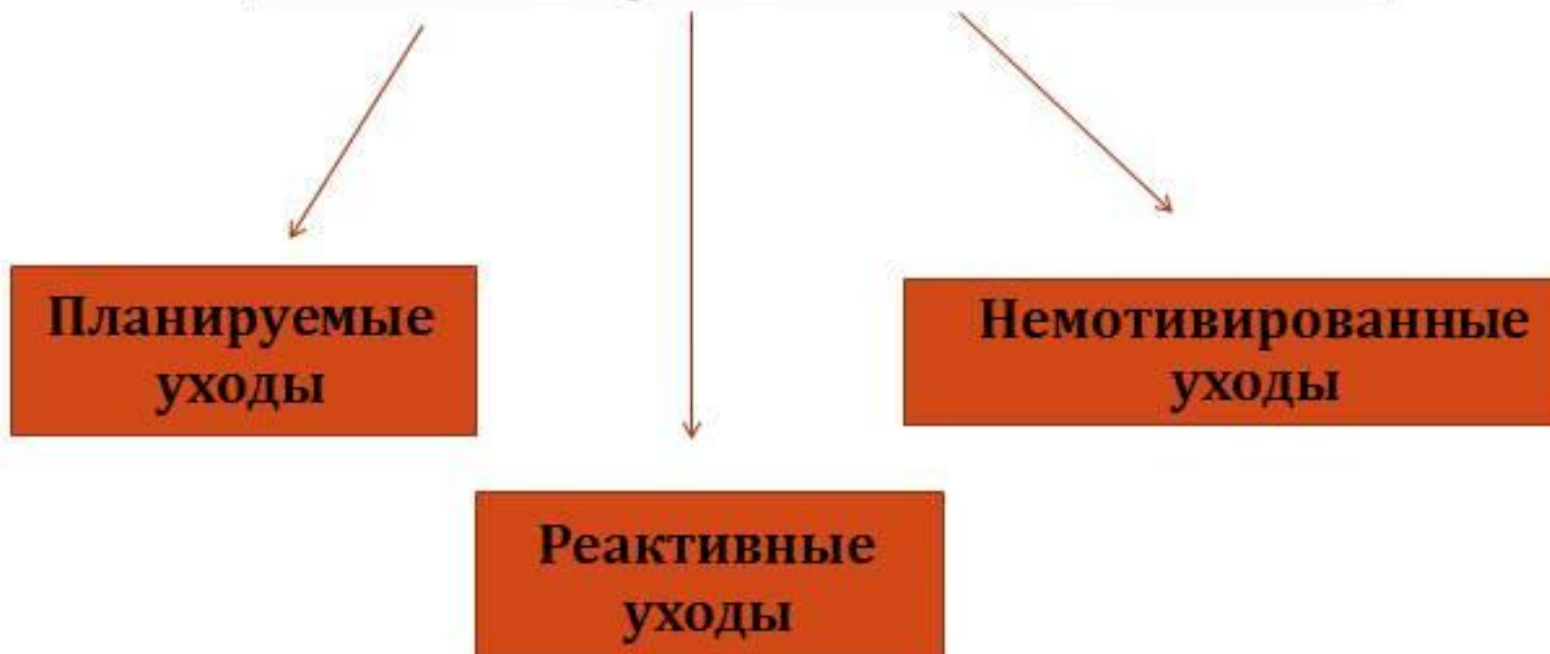 Планируемые
уходы
Немотивированные
уходы
Реактивные
уходы